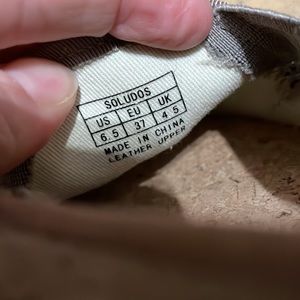 SOLUDOS
US EU UK
6.5 37 4.5
MADE IN CHINA
LEATHER UPPER